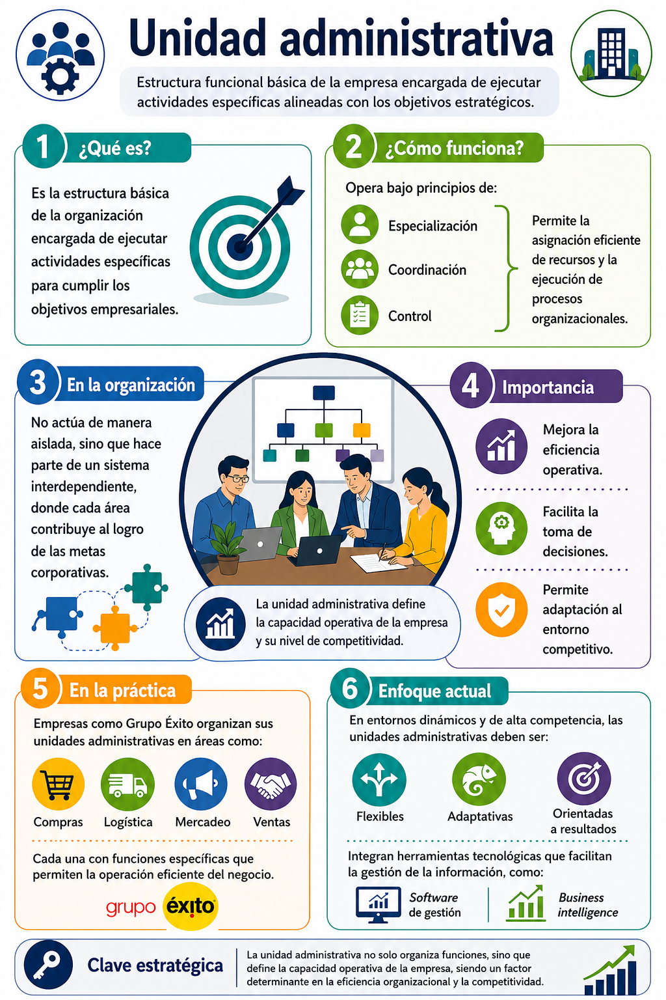 Unidad administrativa
Estructura funcional básica de la empresa encargada de ejecutar
actividades específicas alineadas con los objetivos estratégicos.
1 ¿Qué es?
Es la estructura básica
de la organización
encargada de ejecutar
actividades específicas
para cumplir los
objetivos empresariales.
2 ¿Cómo funciona?
Opera bajo principios de:
Especialización
Coordinación
Control
Permite la
asignación eficiente
de recursos y la
ejecución de
procesos
organizacionales.
3 En la organización
No actúa de manera
aislada, sino que hace
parte de un sistema
interdependiente,
donde cada área
contribuye al logro
de las metas
corporativas.
La unidad administrativa define
la capacidad operativa de la empresa
y su nivel de competitividad.
4 Importancia
Mejora la
eficiencia
operativa.
Facilita la
toma de
decisiones.
Permite
adaptación al
entorno
competitivo.
5 En la práctica
Empresas como Grupo Éxito organizan sus
unidades administrativas en áreas como:
Compras
Logística
Mercadeo
Ventas
Cada una con funciones específicas que
permiten la operación eficiente del negocio.
grupo éxito
6 Enfoque actual
En entornos dinámicos y de alta competencia, las
unidades administrativas deben ser:
Flexibles
Adaptativas
Orientadas
a resultados
Integran herramientas tecnológicas que facilitan
la gestión de la información, como:
Software
de gestión
Business
intelligence
Clave estratégica
La unidad administrativa no solo organiza funciones, sino que
define la capacidad operativa de la empresa, siendo un factor
determinante en la eficiencia organizacional y la competitividad.